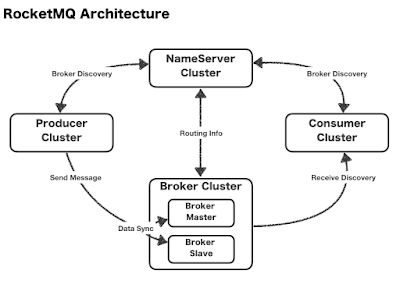 RocketMQ Architecture
NameServer
Cluster
Broker Discovery
Broker Discovery
Producer
Cluster
Consumer
Cluster
Routing Info
Send Message
Receive Discovery
Broker Cluster
Broker
Master
Data Sync
Broker
Slave